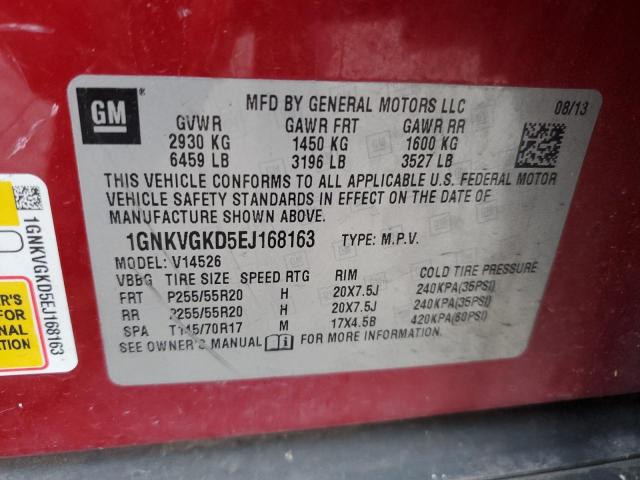 GM
MFD BY GENERAL MOTORS LLC 08/13
GVWR GAWR FRT GAWR RR
2930 KG 1450 KG 1600 KG
6459 LB 3196 LB 3527 LB
THIS VEHICLE CONFORMS TO ALL APPLICABLE U.S. FEDERAL MOTOR
VEHICLE SAFETY STANDARDS IN EFFECT ON THE DATE OF
MANUFACTURE SHOWN ABOVE.
1GNKVGKD5EJ168163 TYPE: M.P.V.
MODEL: V14526
VBBG TIRE SIZE SPEED RTG RIM COLD TIRE PRESSURE
FRT P255/55R20 H 20X7.5J 240KPA(35PSI)
RR P255/55R20 H 20X7.5J 240KPA(35PSI)
SPA T145/70R17 M 17X4.5B 420KPA(60PSI)
SEE OWNER'S MANUAL i FOR MORE INFORMATION.
1GNKVGKD5EJ168163
ER'S
FOR
NAL
TION